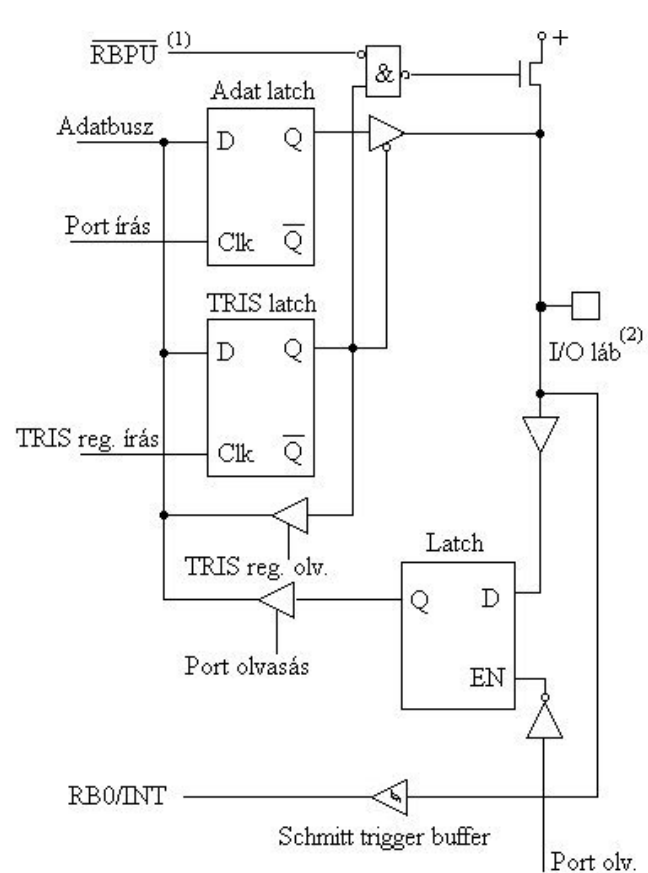 RBPU (1)
+
&
Adat latch
Adatbusz
D Q
Port írás
Clk Q
TRIS latch
D Q
I/O láb (2)
TRIS reg. írás
Clk Q
Latch
TRIS reg. olv.
Q D
Port olvasás
EN
RB0/INT
Schmitt trigger buffer
Port olv.